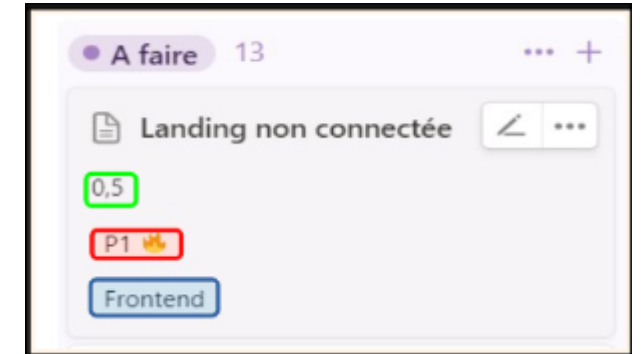 A faire 13
Landing non connectée
0,5
P1 🔥
Frontend